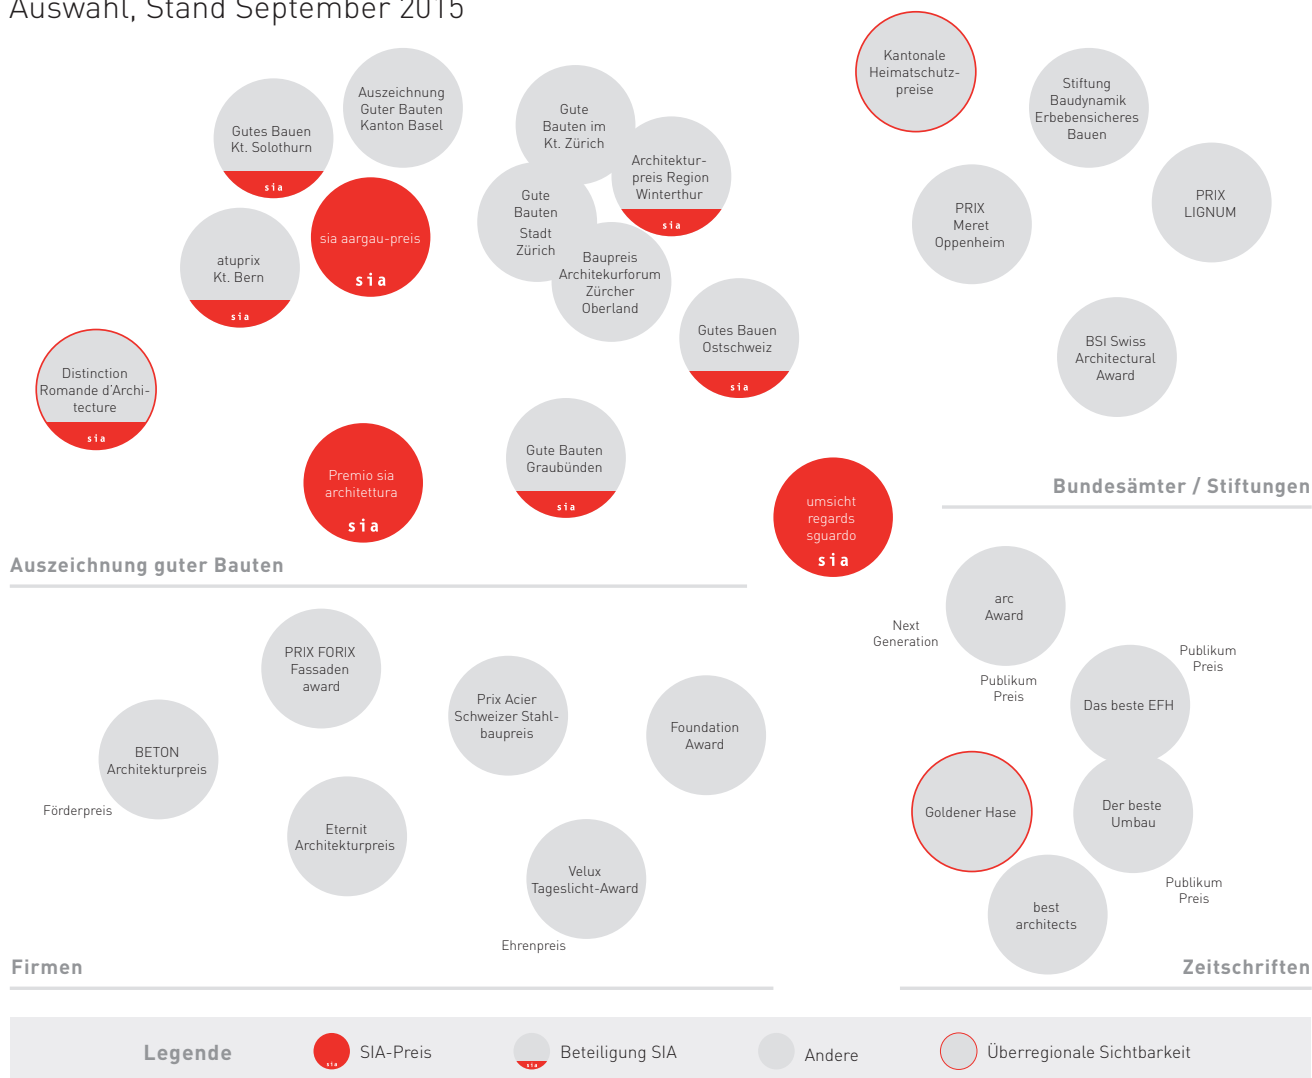 Auswahl, Stand September 2015
Gutes Bauen
Kt. Solothurn
sia
Auszeichnung
Guter Bauten
Kanton Basel
Gute
Bauten im
Kt. Zürich
Architektur-
preis Region
Winterthur
sia
Gute
Bauten
Stadt
Zürich
sia aargau-preis
sia
atuprix
Kt. Bern
sia
Baupreis
Architekurforum
Zürcher
Oberland
Gutes Bauen
Ostschweiz
sia
Distinction
Romande d'Archi-
tecture
sia
Premio sia
architettura
sia
Gute Bauten
Graubünden
sia
Auszeichnung guter Bauten
umsicht
regards
sguardo
sia
Kantonale
Heimatschutz-
preise
Stiftung
Baudynamik
Erbebensicheres
Bauen
PRIX
Meret
Oppenheim
PRIX
LIGNUM
BSI Swiss
Architectural
Award
Bundesämter / Stiftungen
PRIX FORIX
Fassaden
award
Prix Acier
Schweizer Stahl-
baupreis
Foundation
Award
BETON
Architekturpreis
Förderpreis
Eternit
Architekturpreis
Velux
Tageslicht-Award
Ehrenpreis
Firmen
arc
Award
Next
Generation
Publikum
Preis
Publikum
Preis
Das beste EFH
Goldener Hase
Der beste
Umbau
Publikum
Preis
best
architects
Zeitschriften
Legende
sia
SIA-Preis
sia
Beteiligung SIA
Andere
Überregionale Sichtbarkeit